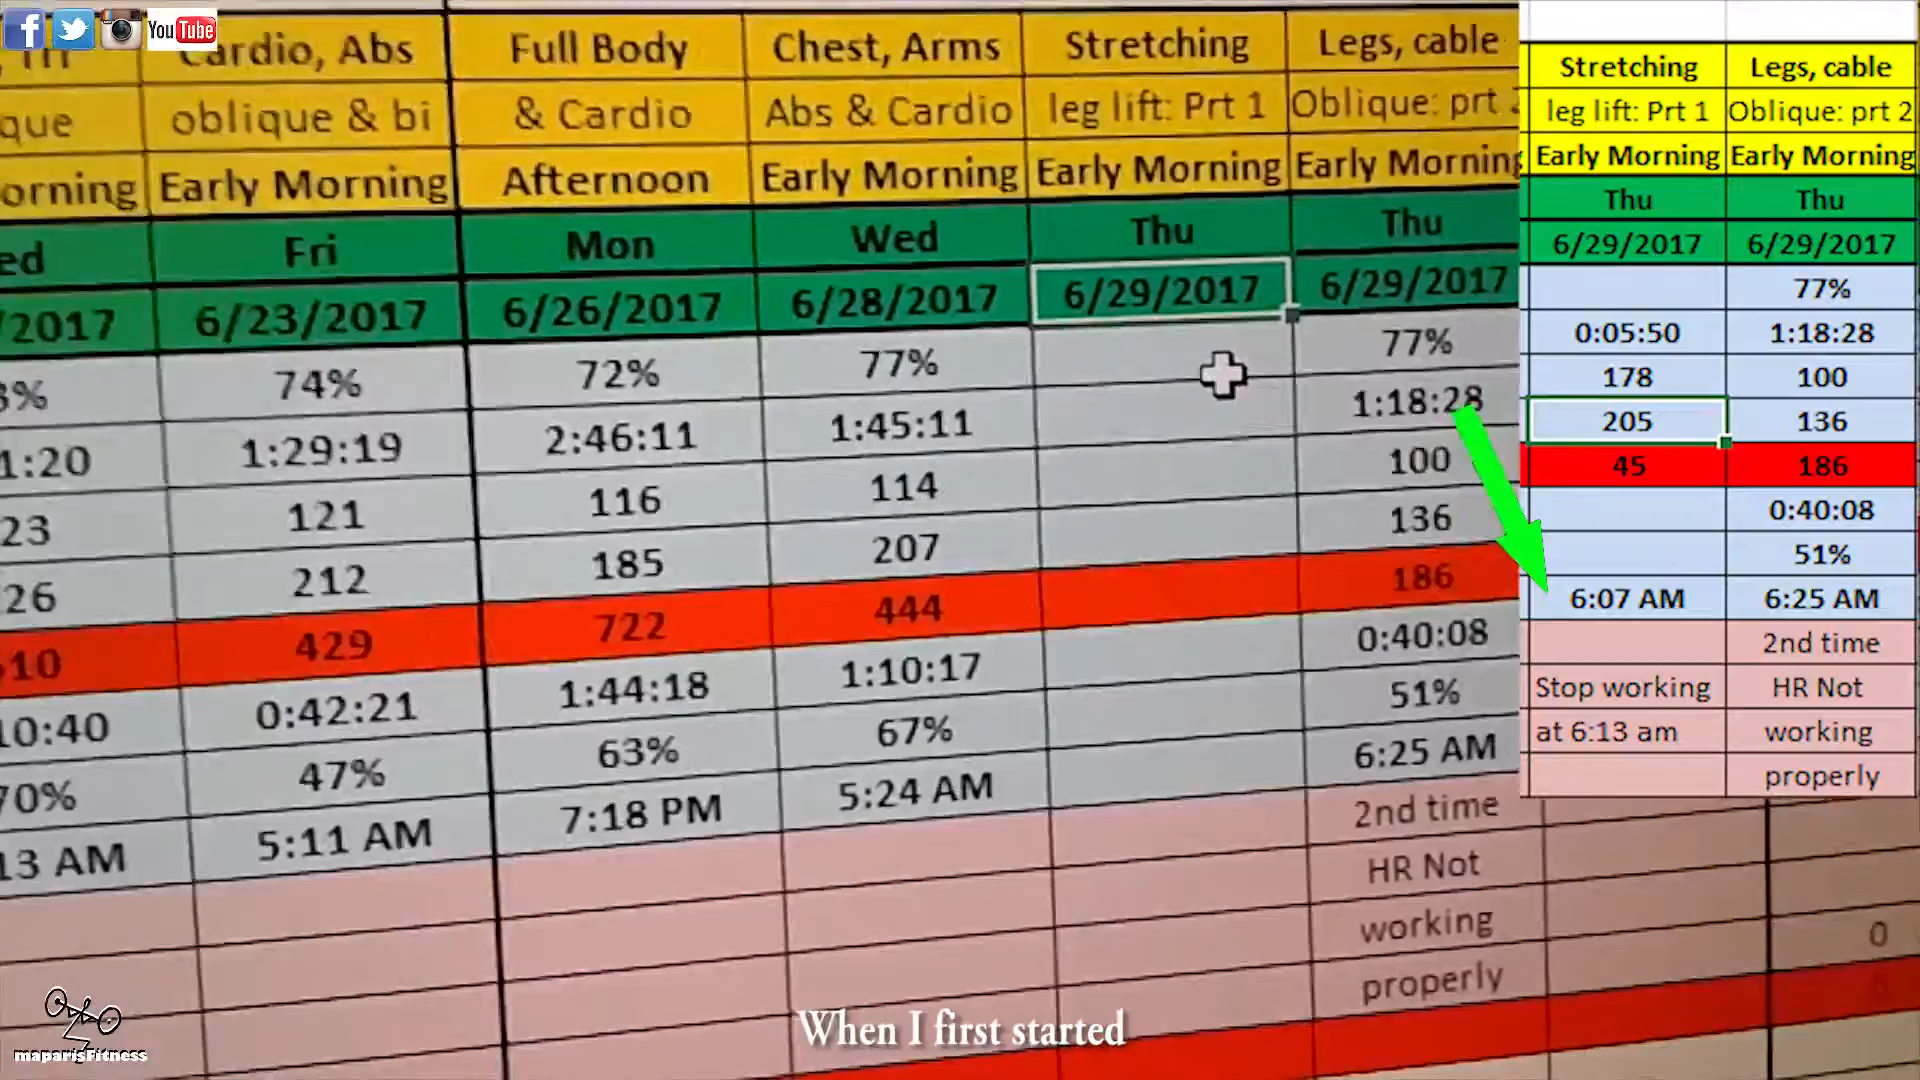 You Tube
Cardio, Abs Full Body Chest, Arms Stretching Legs, cable
que oblique & bi & Cardio Abs & Cardio leg lift: Prt 1 Oblique: prt
orning Early Morning Afternoon Early Morning Early Morning Early Morning
ed Fri Mon Wed Thu Thu
/2017 6/23/2017 6/26/2017 6/28/2017 6/29/2017 6/29/2017
% 74% 72% 77% 77%
1:20 1:29:19 2:46:11 1:45:11 1:18:28
23 121 116 114 100
26 212 185 207 136
10 429 722 444 186
10:40 0:42:21 1:44:18 1:10:17 0:40:08
70% 47% 63% 67% 51%
13 AM 5:11 AM 7:18 PM 5:24 AM 6:25 AM
2nd time
HR Not
working
properly
0
0
Stretching Legs, cable
leg lift: Prt 1 Oblique: prt 2
Early Morning Early Morning
Thu Thu
6/29/2017 6/29/2017
77%
0:05:50 1:18:28
178 100
205 136
45 186
0:40:08
51%
6:07 AM 6:25 AM
2nd time
Stop working HR Not
at 6:13 am working
properly
When I first started
maparisFitness